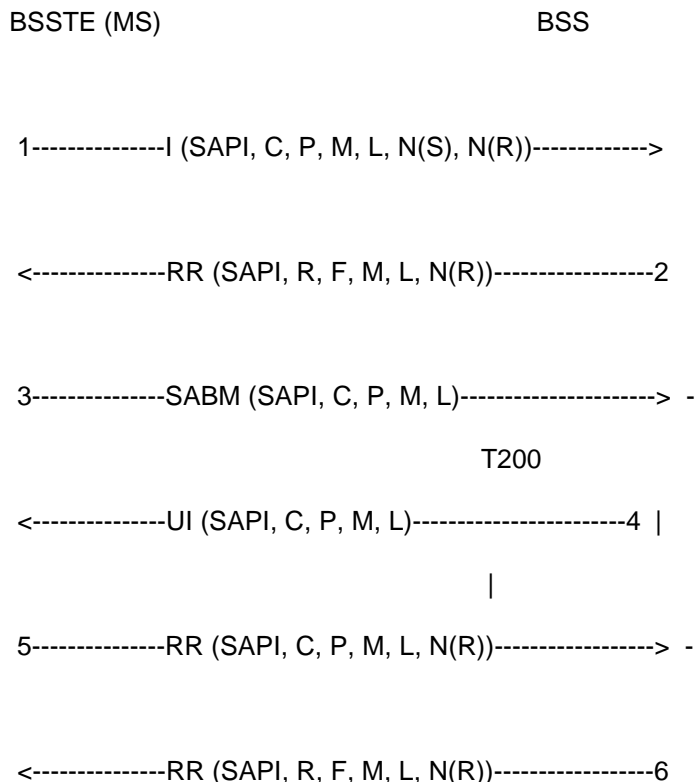 BSSTE (MS) BSS
1---------------I (SAPI, C, P, M, L, N(S), N(R))------------->
<---------------RR (SAPI, R, F, M, L, N(R))------------------2
3---------------SABM (SAPI, C, P, M, L)----------------------> -
T200
<---------------UI (SAPI, C, P, M, L)------------------------4 |
|
5---------------RR (SAPI, C, P, M, L, N(R))------------------> -
<---------------RR (SAPI, R, F, M, L, N(R))------------------6